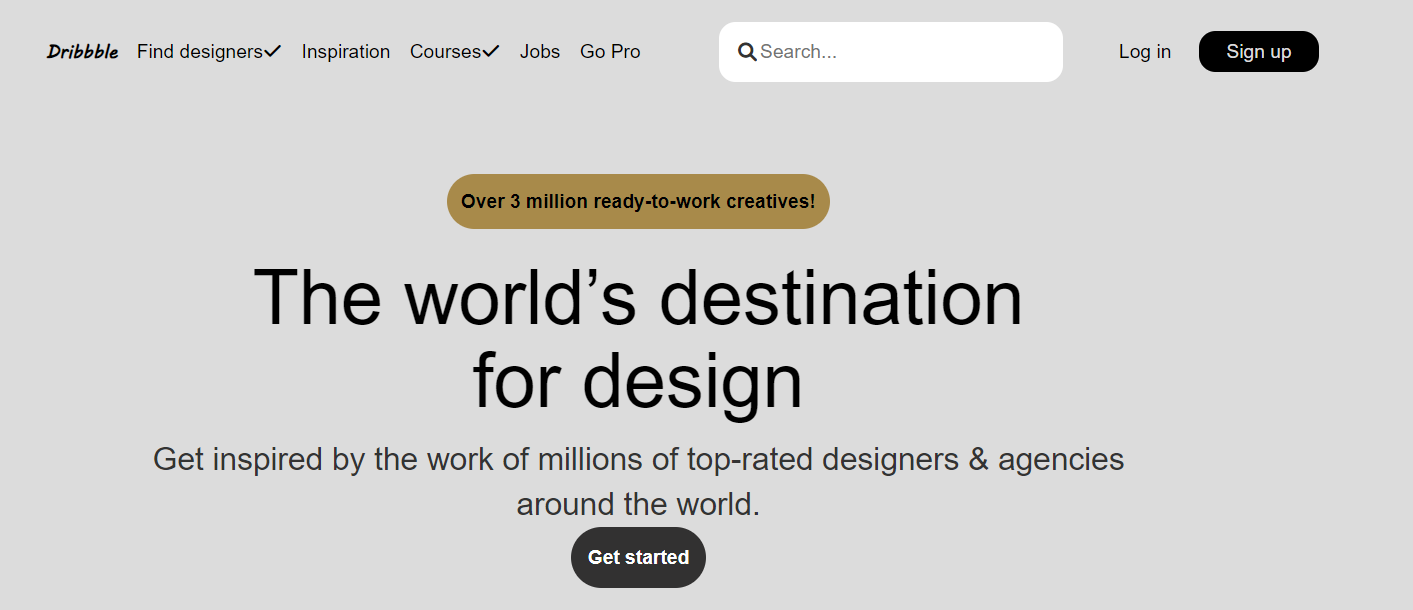 Dribbble Find designers Inspiration Courses Jobs Go Pro Search... Log in Sign up
Over 3 million ready-to-work creatives!
The world’s destination
for design
Get inspired by the work of millions of top-rated designers & agencies
around the world.
Get started